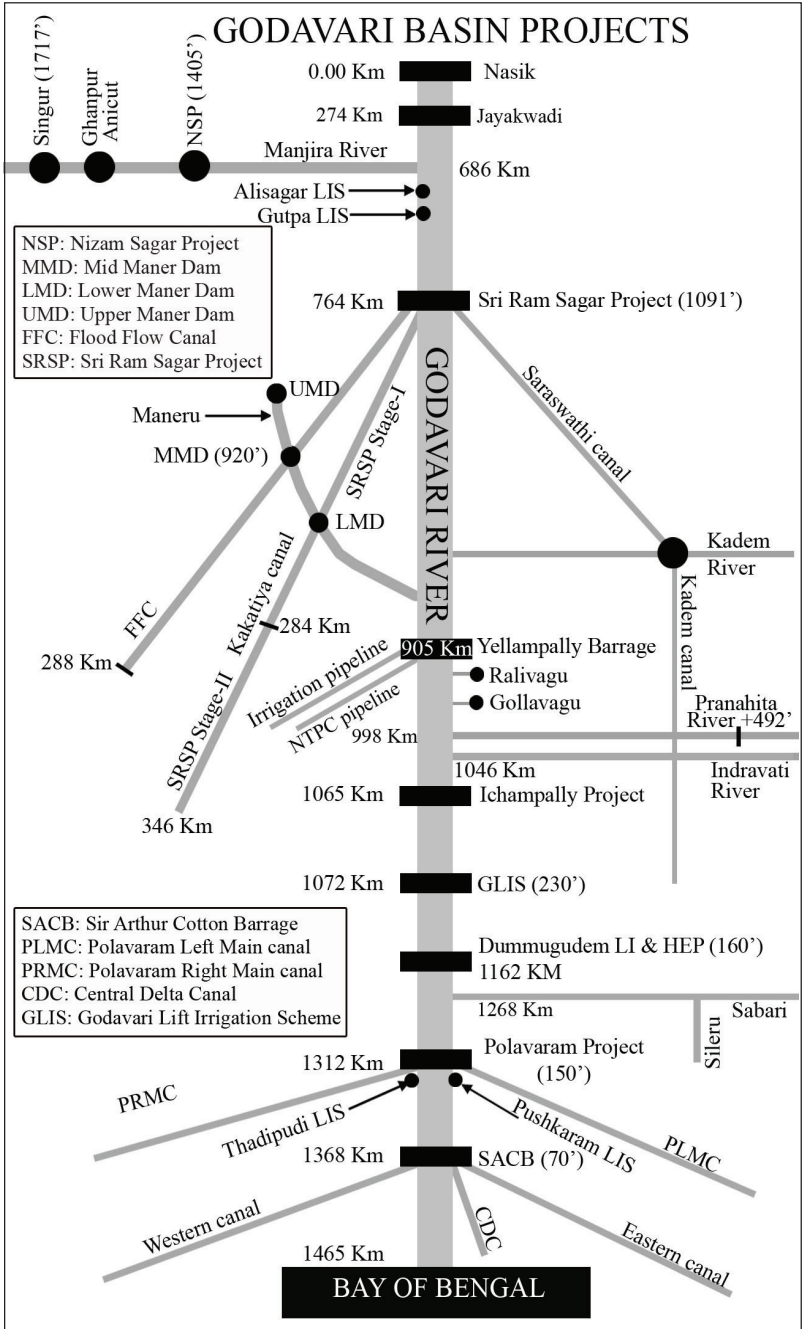 GODAVARI BASIN PROJECTS
0.00 Km
Nasik
274 Km
Jayakwadi
Singur (1717’)
Ghanpur
Anicut
NSP (1405’)
Manjira River
686 Km
Alisagar LIS
Gutpa LIS
NSP: Nizam Sagar Project
MMD: Mid Maner Dam
LMD: Lower Maner Dam
UMD: Upper Maner Dam
FFC: Flood Flow Canal
SRSP: Sri Ram Sagar Project
764 Km
Sri Ram Sagar Project (1091’)
GODAVARI RIVER
UMD
Maneru
MMD (920’)
SRSP Stage-I
Saraswathi canal
LMD
Kadem
River
Kadem canal
FFC
Kakatiya canal
284 Km
288 Km
905 Km
Yellampally Barrage
Irrigation pipeline
NTPC pipeline
Ralivagu
Gollavagu
Pranahita
River +492’
998 Km
SRSP Stage-II
1046 Km
Indravati
River
346 Km
1065 Km
Ichampally Project
1072 Km
GLIS (230’)
SACB: Sir Arthur Cotton Barrage
PLMC: Polavaram Left Main canal
PRMC: Polavaram Right Main canal
CDC: Central Delta Canal
GLIS: Godavari Lift Irrigation Scheme
Dummugudem LI & HEP (160’)
1162 KM
1268 Km
Sabari
Sileru
1312 Km
Polavaram Project
(150’)
PRMC
Thadipudi LIS
Pushkaram LIS
PLMC
1368 Km
SACB (70’)
Western canal
CDC
Eastern canal
1465 Km
BAY OF BENGAL